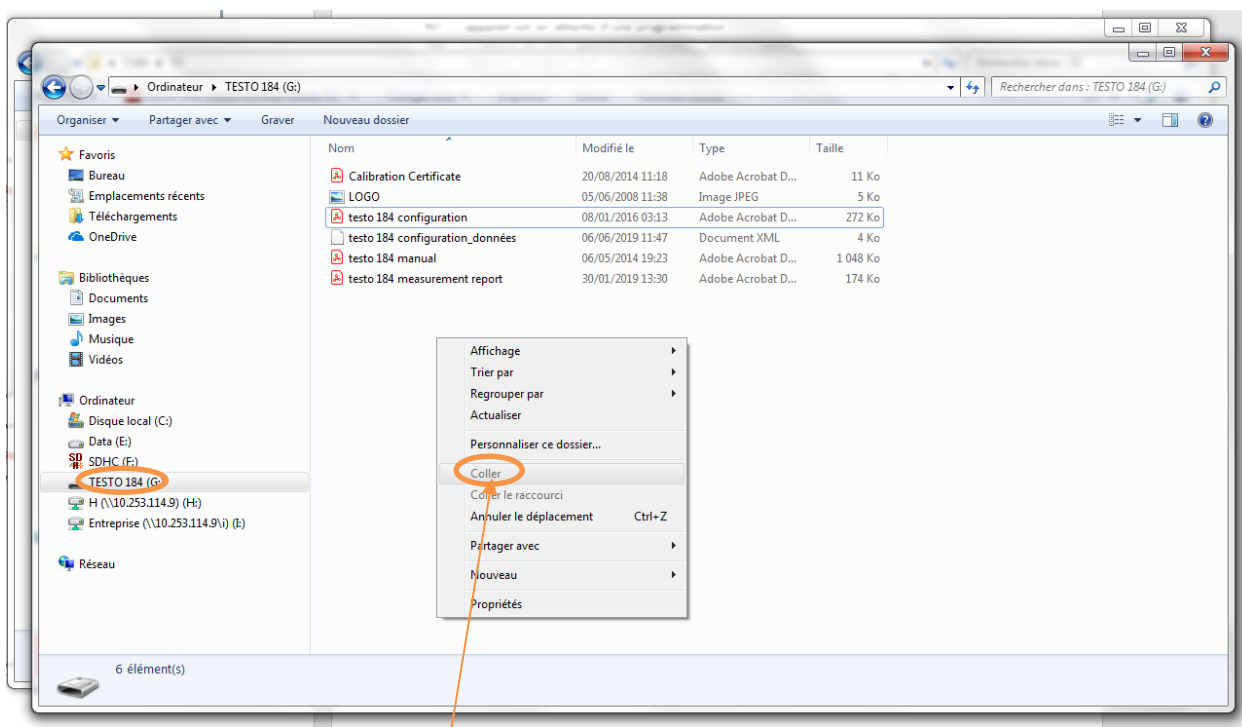 appareil est en attente d'une programmation
Ordinateur ▸ TESTO 184 (G:)
Rechercher dans : TESTO 184 (G:)
Organiser Partager avec Graver Nouveau dossier
Nom Modifié le Type Taille
Favoris
Bureau
Emplacements récents
Téléchargements
OneDrive
Bibliothèques
Documents
Images
Musique
Vidéos
Ordinateur
Disque local (C:)
Data (E:)
SDHC (F:)
TESTO 184 (G:
H (\\10.253.114.9) (H:)
Entreprise (\\10.253.114.9\i) (I:)
Réseau
Calibration Certificate 20/08/2014 11:18 Adobe Acrobat D... 11 Ko
LOGO 05/06/2008 11:38 Image JPEG 5 Ko
testo 184 configuration 08/01/2016 03:13 Adobe Acrobat D... 272 Ko
testo 184 configuration_données 06/06/2019 11:47 Document XML 4 Ko
testo 184 manual 06/05/2014 19:23 Adobe Acrobat D... 1 048 Ko
testo 184 measurement report 30/01/2019 13:30 Adobe Acrobat D... 174 Ko
Affichage
Trier par
Regrouper par
Actualiser
Personnaliser ce dossier...
Coller
Coller le raccourci
Annuler le déplacement Ctrl+Z
Partager avec
Nouveau
Propriétés
6 élément(s)